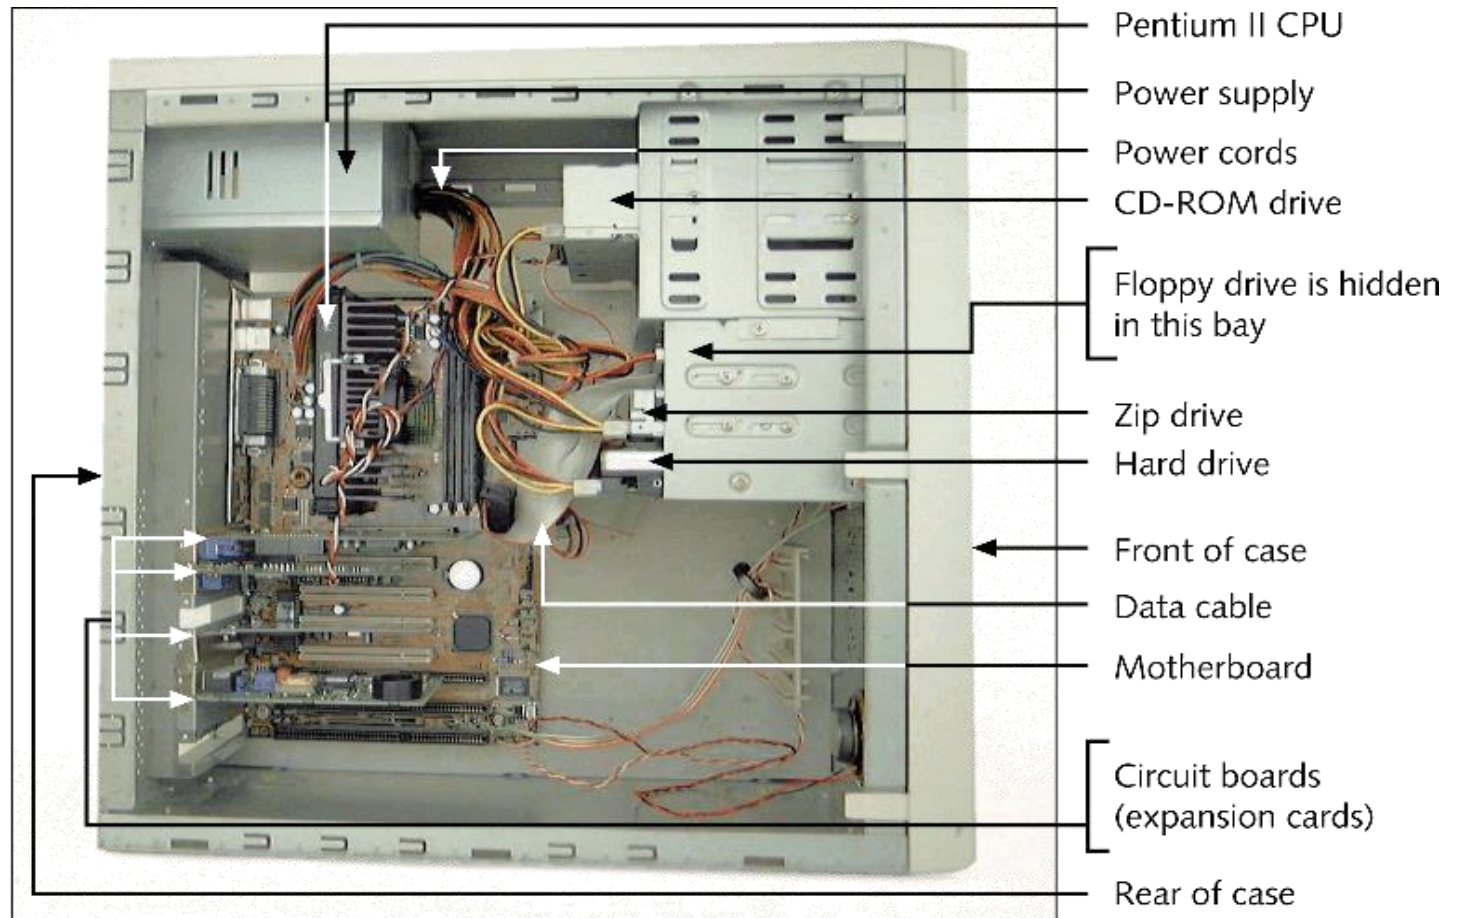 Pentium II CPU
Power supply
Power cords
CD-ROM drive
Floppy drive is hidden
in this bay
Zip drive
Hard drive
Front of case
Data cable
Motherboard
Circuit boards
(expansion cards)
Rear of case